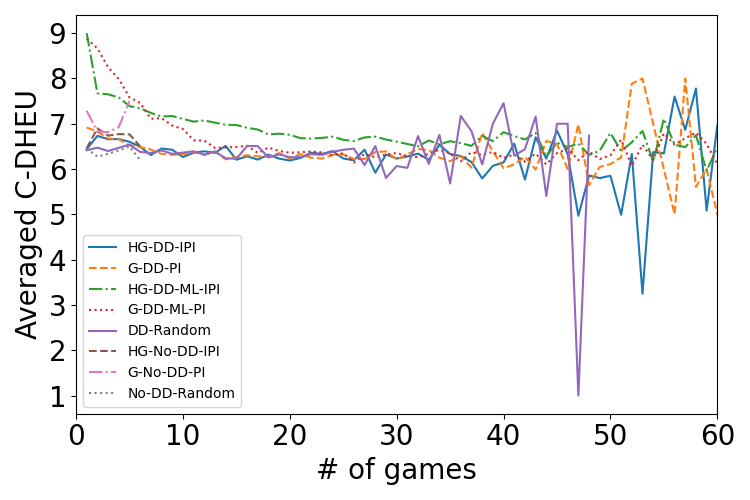 Averaged C-DHEU
9
8
7
6
5
4
3
2
1
HG-DD-IPI
G-DD-PI
HG-DD-ML-IPI
G-DD-ML-PI
DD-Random
HG-No-DD-IPI
G-No-DD-PI
No-DD-Random
0 10 20 30 40 50 60
# of games